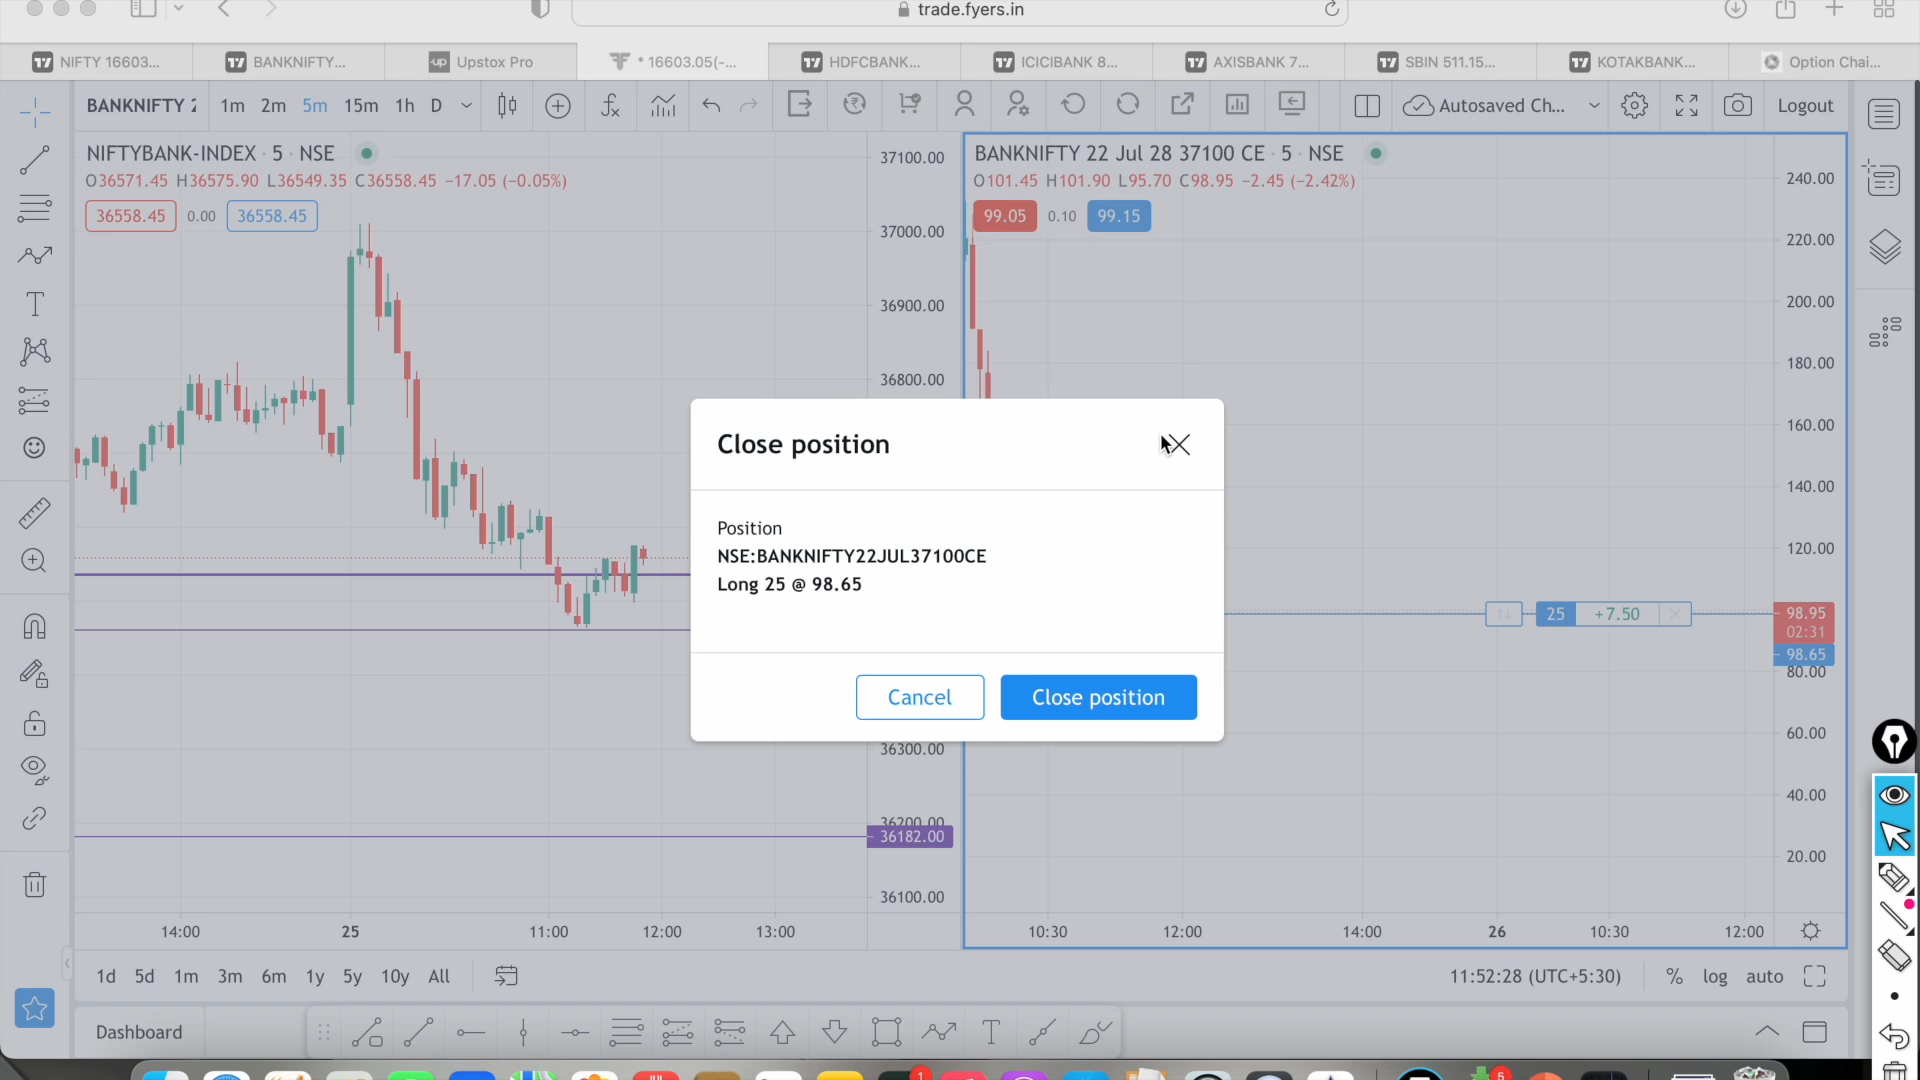 trade.fyers.in
NIFTY 16603...
BANKNIFTY...
Upstox Pro
* 16603.05(-...
HDFCBANK...
ICICIBANK 8...
AXISBANK 7...
SBIN 511.15...
KOTAKBANK...
Option Chai...
BANKNIFTY 2 1m 2m 5m 15m 1h D
Autosaved Ch... Logout
NIFTYBANK-INDEX · 5 · NSE
O36571.45 H36575.90 L36549.35 C36558.45 −17.05 (−0.05%)
36558.45 0.00 36558.45
37100.00
37000.00
36900.00
36800.00
36300.00
36200.00
36182.00
36100.00
14:00 25 11:00 12:00 13:00
BANKNIFTY 22 Jul 28 37100 CE · 5 · NSE
O101.45 H101.90 L95.70 C98.95 −2.45 (−2.42%)
99.05 0.10 99.15
240.00
220.00
200.00
180.00
160.00
140.00
120.00
25 +7.50
98.95
02:31
98.65
80.00
60.00
40.00
20.00
10:30 12:00 14:00 26 10:30 12:00
Close position
Position
NSE:BANKNIFTY22JUL37100CE
Long 25 @ 98.65
Cancel Close position
1d 5d 1m 3m 6m 1y 5y 10y All
11:52:28 (UTC+5:30) % log auto
Dashboard
1
5